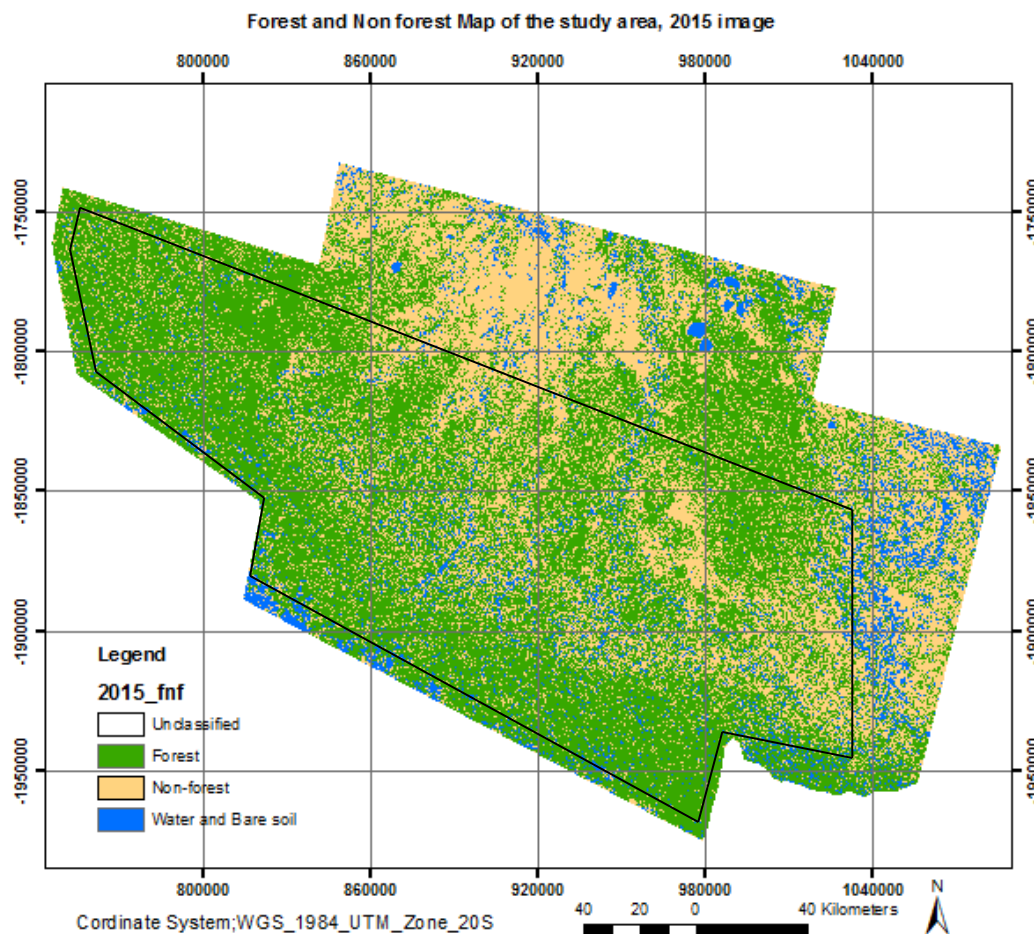 Forest and Non forest Map of the study area, 2015 image
800000 860000 920000 980000 1040000
-1750000 -1750000
-1800000 -1800000
-1850000 -1850000
-1900000 -1900000
-1950000 -1950000
Legend
2015_fnf
Unclassified
Forest
Non-forest
Water and Bare soil
800000 860000 920000 980000 1040000
N
Cordinate System;WGS_1984_UTM_Zone_20S
40 20 0 40 Kilometers